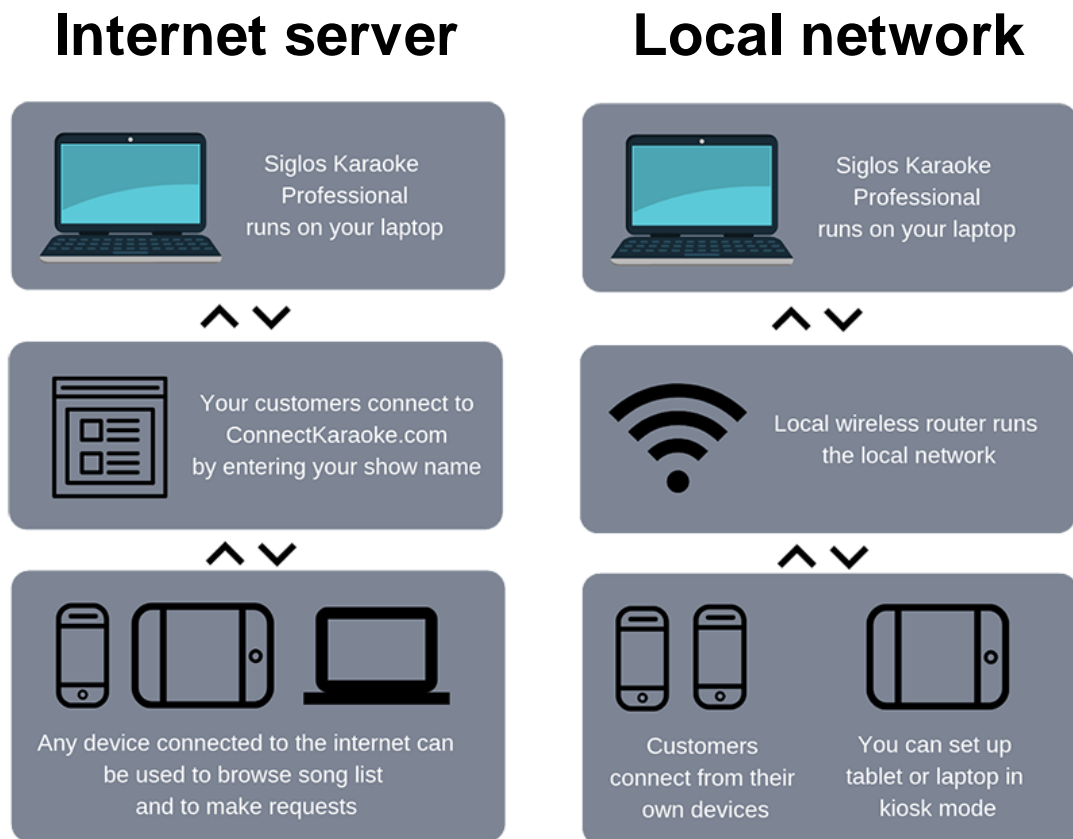 Internet server
Siglos Karaoke
Professional
runs on your laptop
Your customers connect to
ConnectKaraoke.com
by entering your show name
Any device connected to the internet can
be used to browse song list
and to make requests
Local network
Siglos Karaoke
Professional
runs on your laptop
Local wireless router runs
the local network
Customers
connect from their
own devices
You can set up
tablet or laptop in
kiosk mode